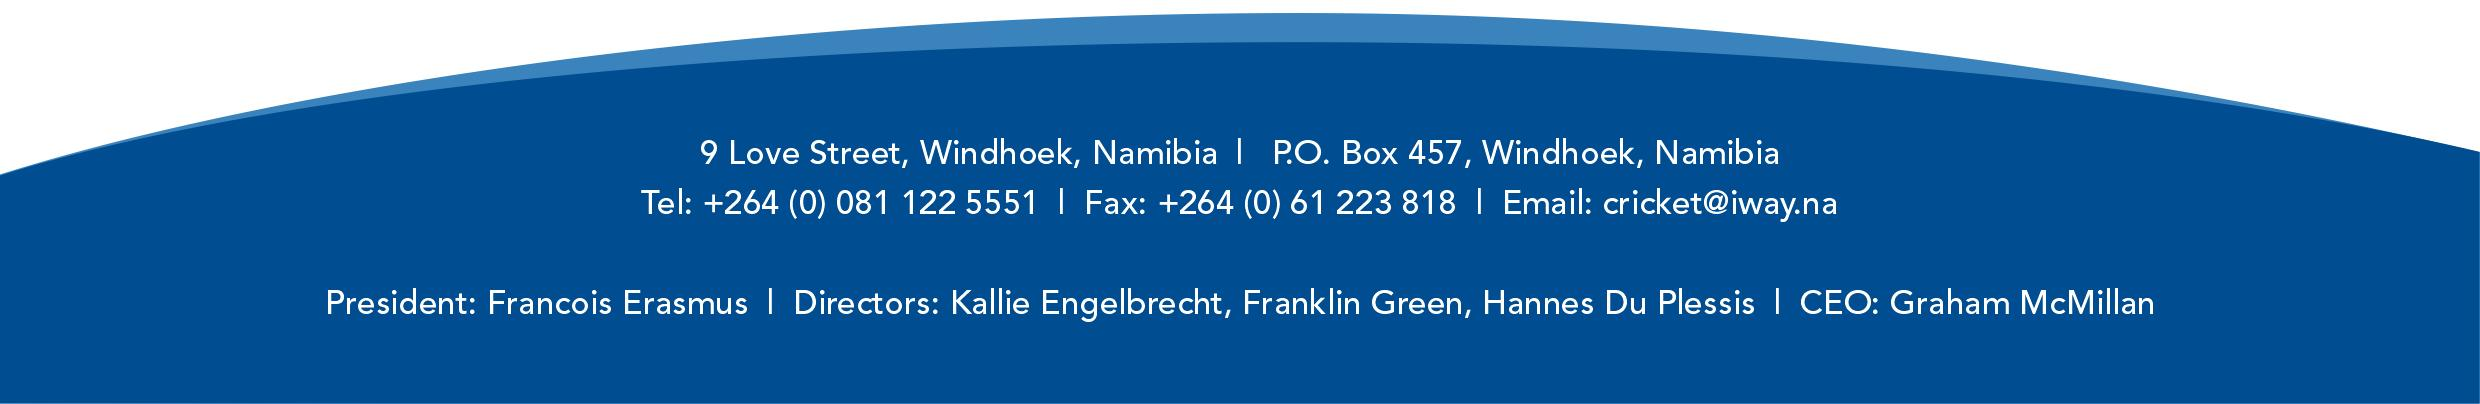 9 Love Street, Windhoek, Namibia | P.O. Box 457, Windhoek, Namibia
Tel: +264 (0) 081 122 5551 | Fax: +264 (0) 61 223 818 | Email: cricket@iway.na
President: Francois Erasmus | Directors: Kallie Engelbrecht, Franklin Green, Hannes Du Plessis | CEO: Graham McMillan